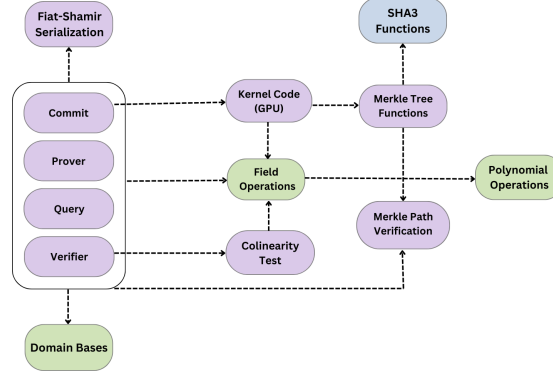 Fiat-Shamir
Serialization
SHA3
Functions
Commit
Prover
Query
Verifier
Kernel Code
(GPU)
Merkle Tree
Functions
Field
Operations
Polynomial
Operations
Colinearity
Test
Merkle Path
Verification
Domain Bases